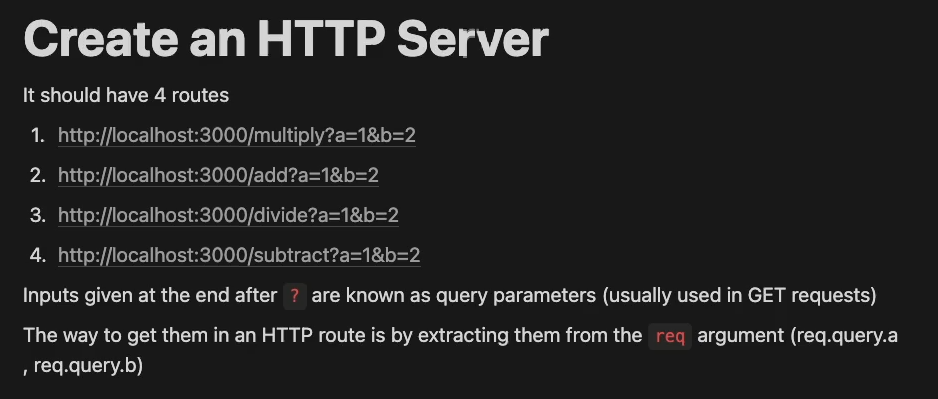 Create an HTTP Server
It should have 4 routes
1. http://localhost:3000/multiply?a=1&b=2
2. http://localhost:3000/add?a=1&b=2
3. http://localhost:3000/divide?a=1&b=2
4. http://localhost:3000/subtract?a=1&b=2
Inputs given at the end after ? are known as query parameters (usually used in GET requests)
The way to get them in an HTTP route is by extracting them from the req argument (req.query.a
, req.query.b)